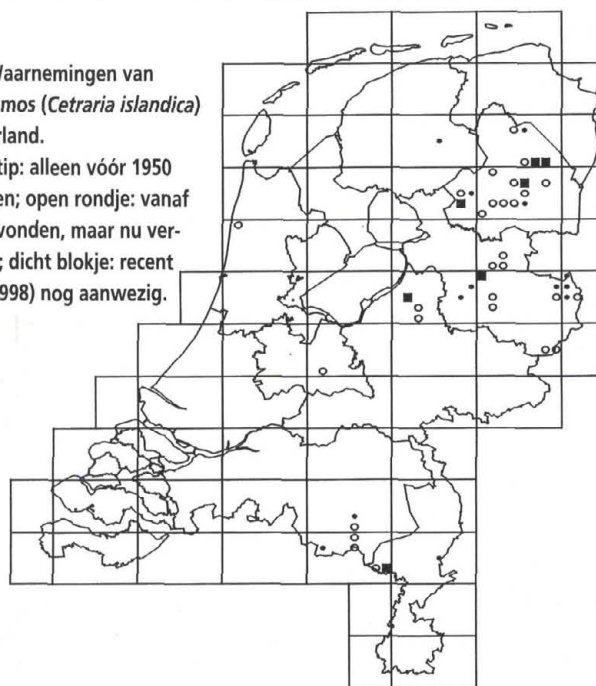 Waarnemingen van
mos (Cetraria islandica)
rland.
tip: alleen vóór 1950
en; open rondje: vanaf
vonden, maar nu ver-
; dicht blokje: recent
1998) nog aanwezig.